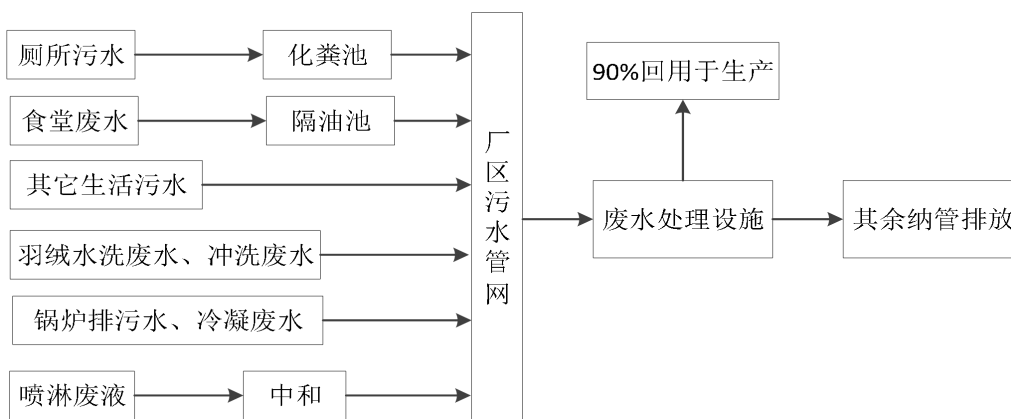 厕所污水
化粪池
食堂废水
隔油池
其它生活污水
羽绒水洗废水、冲洗废水
锅炉排污水、冷凝废水
喷淋废液
中和
厂区污水管网
90%回用于生产
废水处理设施
其余纳管排放